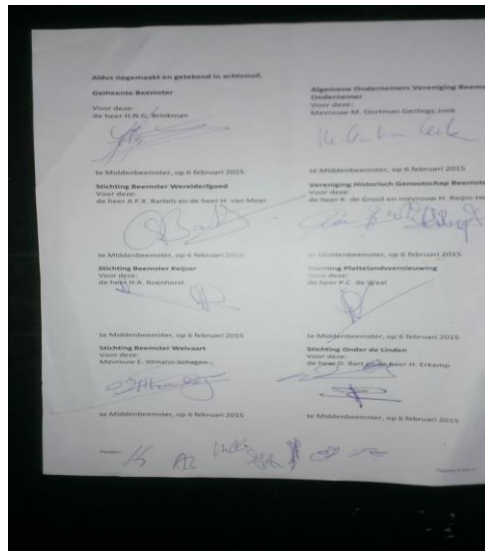 Aldus opgemaakt en getekend in achtvoud,
Gemeente Beemster
Voor deze:
de heer H.N.G. Brinkman
te Middenbeemster, op 6 februari 2015
Stichting Beemster Werelderfgoed
Voor deze:
de heer A.F.X. Bartels en de heer H. van Meer
te Middenbeemster, op 6 februari 2015
Stichting Beemster Keijser
Voor deze:
de heer H.A. Roenhorst
te Middenbeemster, op 6 februari 2015
Stichting Beemster Welvaart
Voor deze:
Mevrouw E. Iltmann-Schagen
te Middenbeemster, op 6 februari 2015
Algemene Ondernemers Vereniging
Ondernemer
Voor deze:
Mevrouw M. Oortman Gerlings-Jonk
te Middenbeemster, op 6 februari 2015
Vereniging Historisch Genootschap
Voor deze:
de heer K. de Groot en mevrouw H.
te Middenbeemster, op 6 februari 2015
Stichting Plattelandsvernieuwing
Voor deze:
de heer P.C. de Waal
te Middenbeemster, op 6 februari 2015
Stichting Onder de Linden
Voor deze:
de heer D. Bart en de heer H. Erkamp
te Middenbeemster, op 6 februari 2015